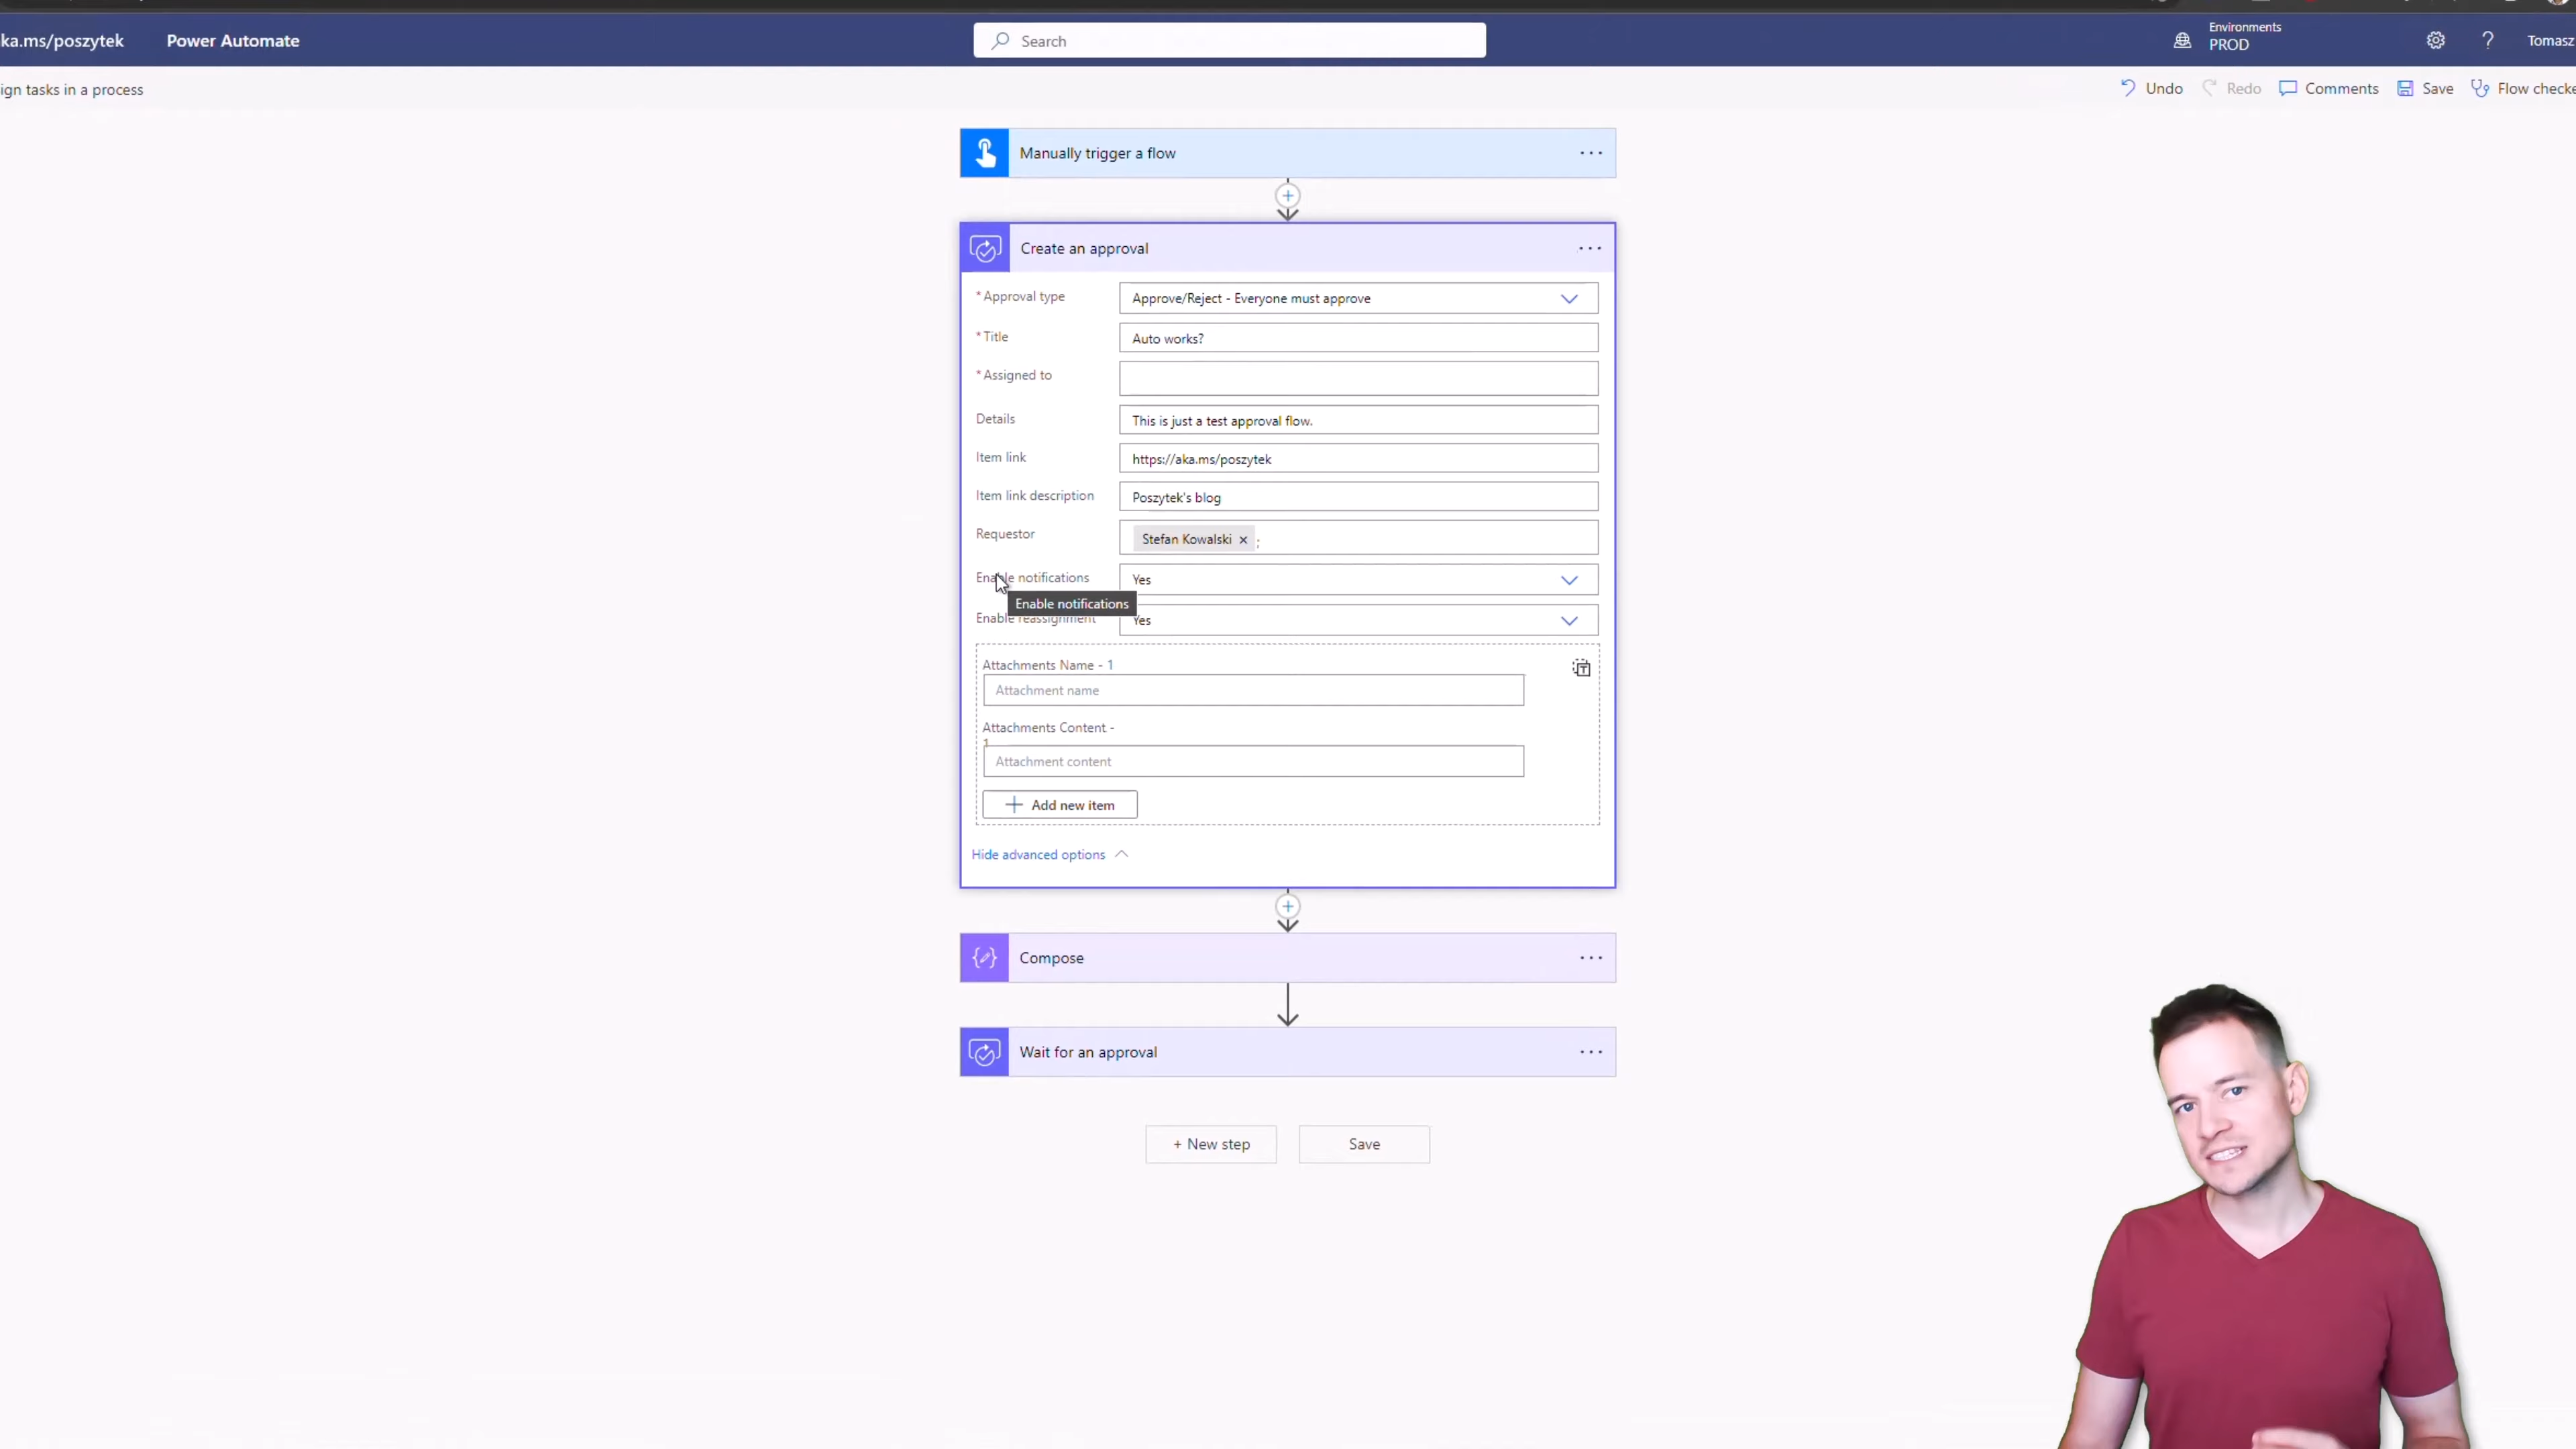 ka.ms/poszytek Power Automate Search Environments
PROD Tomasz
ign tasks in a process Undo Redo Comments Save Flow checke
Manually trigger a flow
Create an approval
* Approval type Approve/Reject - Everyone must approve
* Title Auto works?
* Assigned to
Details This is just a test approval flow.
Item link https://aka.ms/poszytek
Item link description Poszytek's blog
Requestor Stefan Kowalski × ;
Enable notifications Yes
Enable notifications
Enable reassignment Yes
Attachments Name - 1
Attachment name
Attachments Content -
1
Attachment content
Add new item
Hide advanced options
Compose
Wait for an approval
+ New step Save